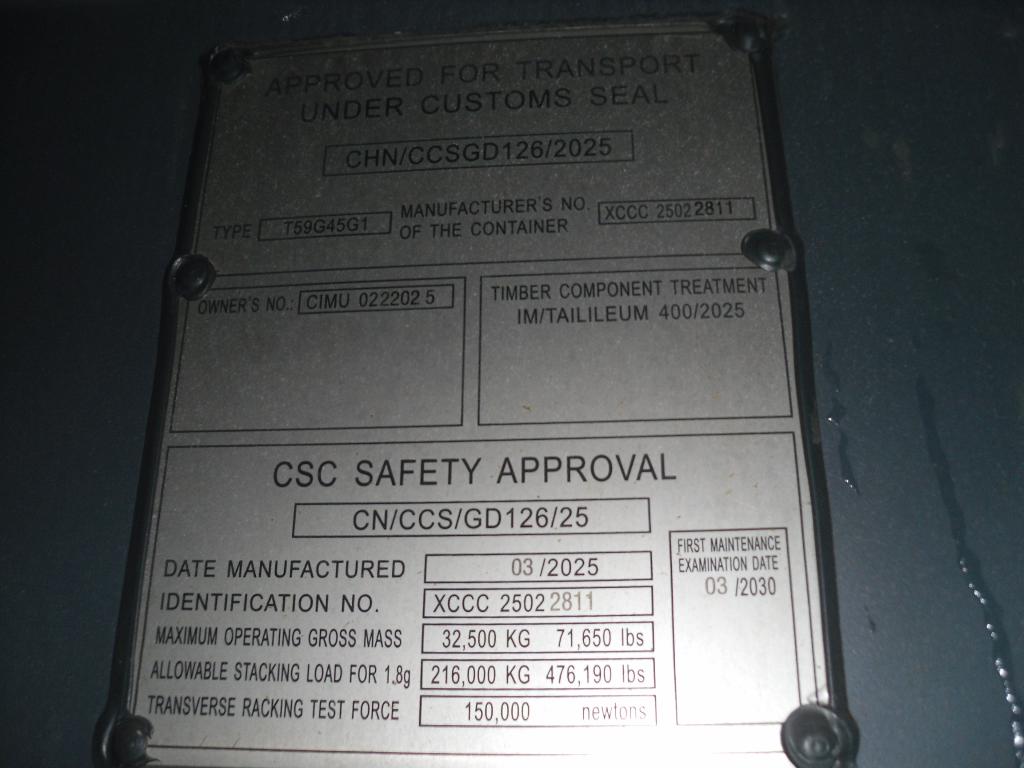 APPROVED FOR TRANSPORT
UNDER CUSTOMS SEAL
CHN/CCSGD126/2025
TYPE T59G45G1 MANUFACTURER'S NO. OF THE CONTAINER XCCC 25022811
OWNER'S NO.: CIMU 022202 5
TIMBER COMPONENT TREATMENT
IM/TAILILEUM 400/2025
CSC SAFETY APPROVAL
CN/CCS/GD126/25
DATE MANUFACTURED 03/2025
IDENTIFICATION NO. XCCC 25022811
MAXIMUM OPERATING GROSS MASS 32,500 KG 71,650 lbs
ALLOWABLE STACKING LOAD FOR 1.8g 216,000 KG 476,190 lbs
TRANSVERSE RACKING TEST FORCE 150,000 newtons
FIRST MAINTENANCE
EXAMINATION DATE
03/2030